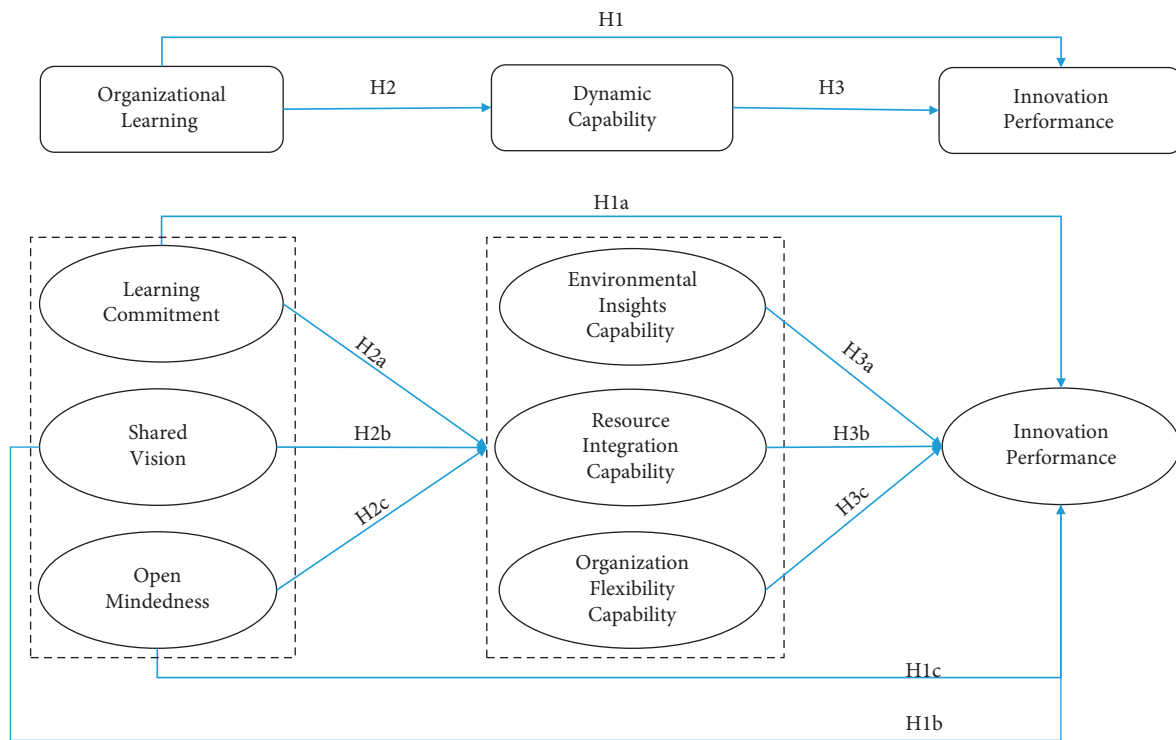 H1
Organizational
Learning
H2
Dynamic
Capability
H3
Innovation
Performance
H1a
Learning
Commitment
Environmental
Insights
Capability
H2a
H3a
Shared
Vision
H2b
Resource
Integration
Capability
H3b
Innovation
Performance
H2c
H3c
Open
Mindedness
Organization
Flexibility
Capability
H1c
H1b